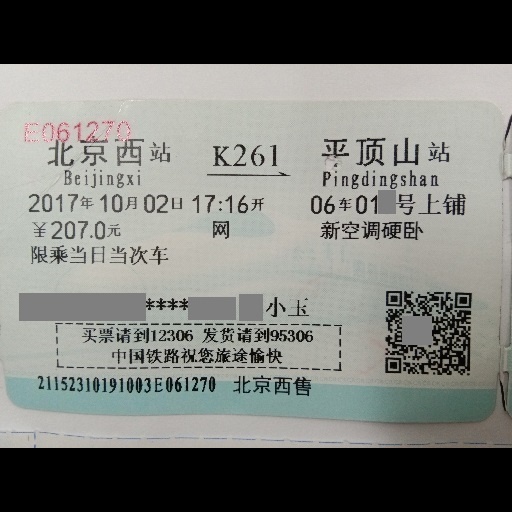 E061270
北京西站 K261 平顶山站
Beijingxi Pingdingshan
2017年10月02日 17:16开 06车01 号上铺
￥207.0元 网 新空调硬卧
限乘当日当次车
**** 小玉
买票请到12306 发货请到95306
中国铁路祝您旅途愉快
21152310191003E061270 北京西售